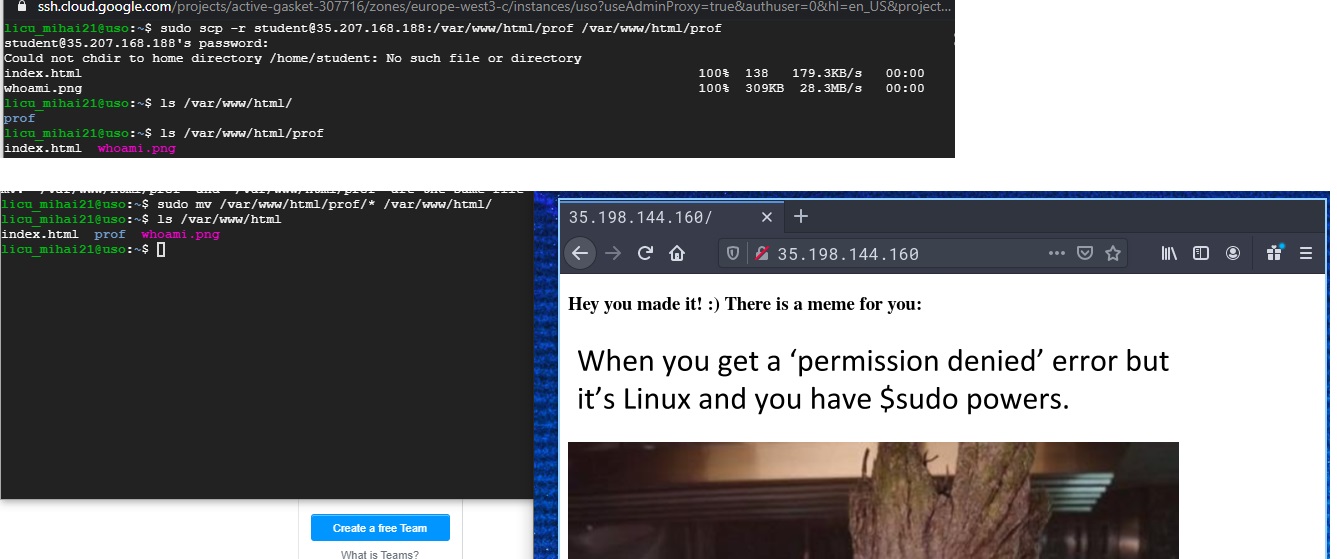 ssh.cloud.google.com/projects/active-gasket-307716/zones/europe-west3-c/instances/uso?useAdminProxy=true&authuser=0&hl=en_US&project...
licu_mihai21@uso:~$ sudo scp -r student@35.207.168.188:/var/www/html/prof /var/www/html/prof
student@35.207.168.188's password:
Could not chdir to home directory /home/student: No such file or directory
index.html 100% 138 179.3KB/s 00:00
whoami.png 100% 309KB 28.3MB/s 00:00
licu_mihai21@uso:~$ ls /var/www/html/
prof
licu_mihai21@uso:~$ ls /var/www/html/prof
index.html whoami.png
licu_mihai21@uso:~$ sudo mv /var/www/html/prof/* /var/www/html/
licu_mihai21@uso:~$ ls /var/www/html
index.html prof whoami.png
licu_mihai21@uso:~$
35.198.144.160/
35.198.144.160
Hey you made it! :) There is a meme for you:
When you get a ‘permission denied’ error but
it’s Linux and you have $sudo powers.
Create a free Team
What is Teams?